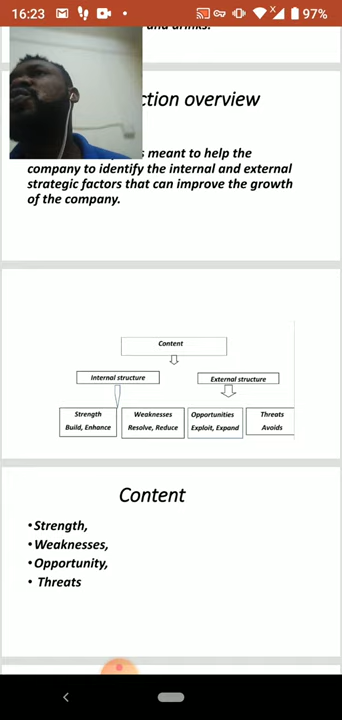 16:23
97%
and drinks.
ction overview
s meant to help the
company to identify the internal and external
strategic factors that can improve the growth
of the company.
Content
Internal structure
External structure
Strength
Build, Enhance
Weaknesses
Resolve, Reduce
Opportunities
Exploit, Expand
Threats
Avoids
Content
•Strength,
•Weaknesses,
•Opportunity,
• Threats